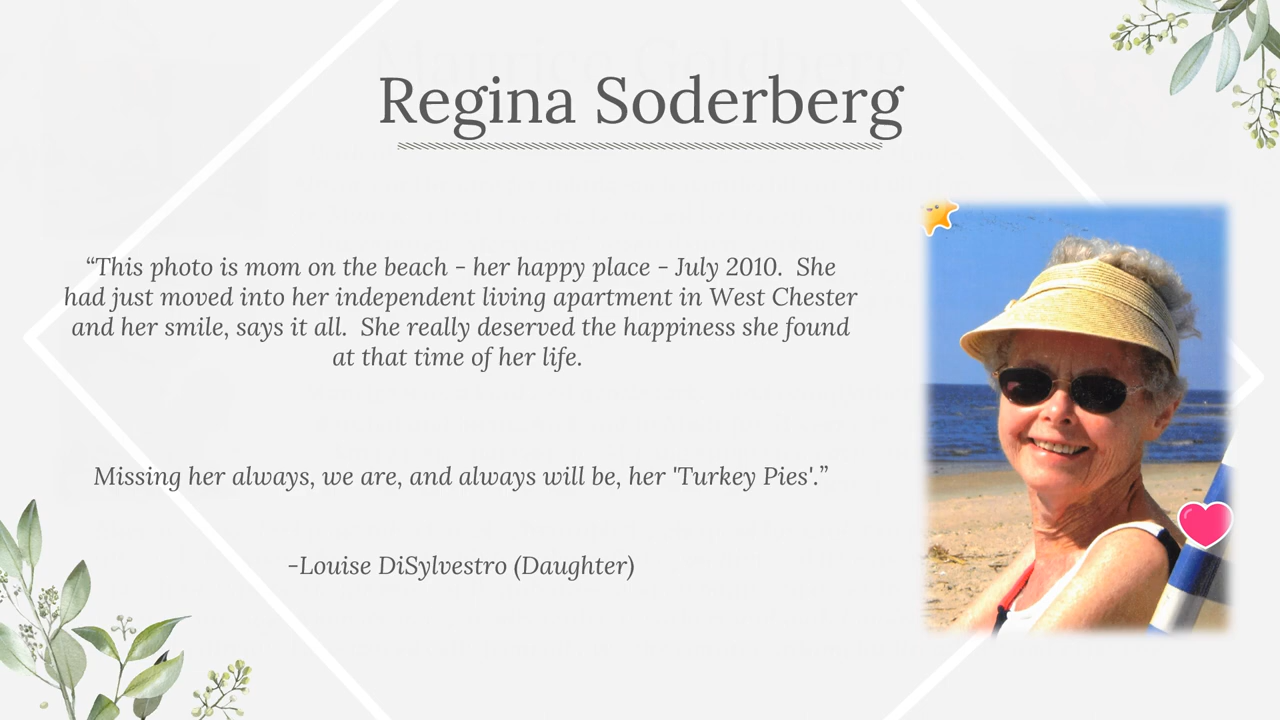 Regina Soderberg
“This photo is mom on the beach - her happy place - July 2010.  She
had just moved into her independent living apartment in West Chester
and her smile, says it all.  She really deserved the happiness she found
at that time of her life.
Missing her always, we are, and always will be, her 'Turkey Pies'.”
-Louise DiSylvestro (Daughter)